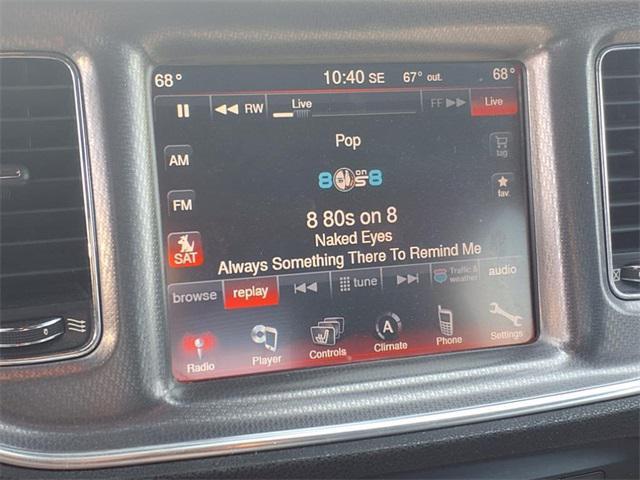 68° 10:40 SE 67° out. 68°
RW Live FF Live
Pop
AM tag
80s on 8
FM fav.
8 80s on 8
SAT Naked Eyes
Always Something There To Remind Me
browse replay tune Traffic & weather audio
Radio Player Controls A Climate Phone Settings